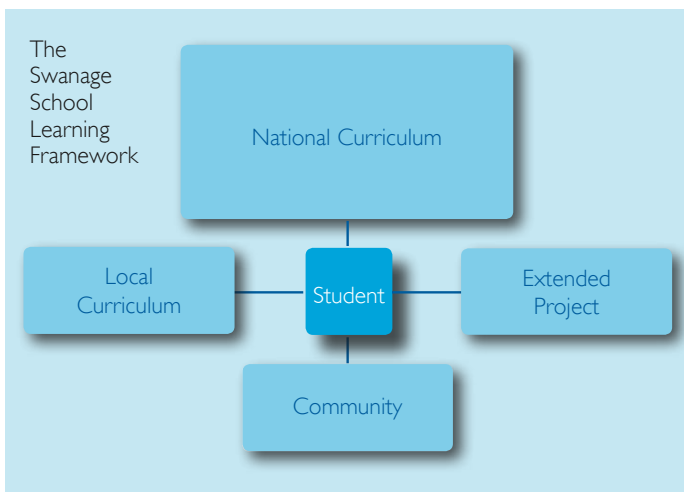 The
Swanage
School
Learning
Framework
National Curriculum
Local
Curriculum
Student
Extended
Project
Community